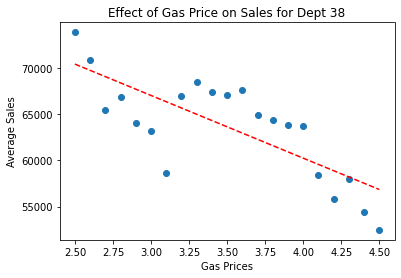 Effect of Gas Price on Sales for Dept 38
Average Sales
70000
65000
60000
55000
2.50 2.75 3.00 3.25 3.50 3.75 4.00 4.25 4.50
Gas Prices